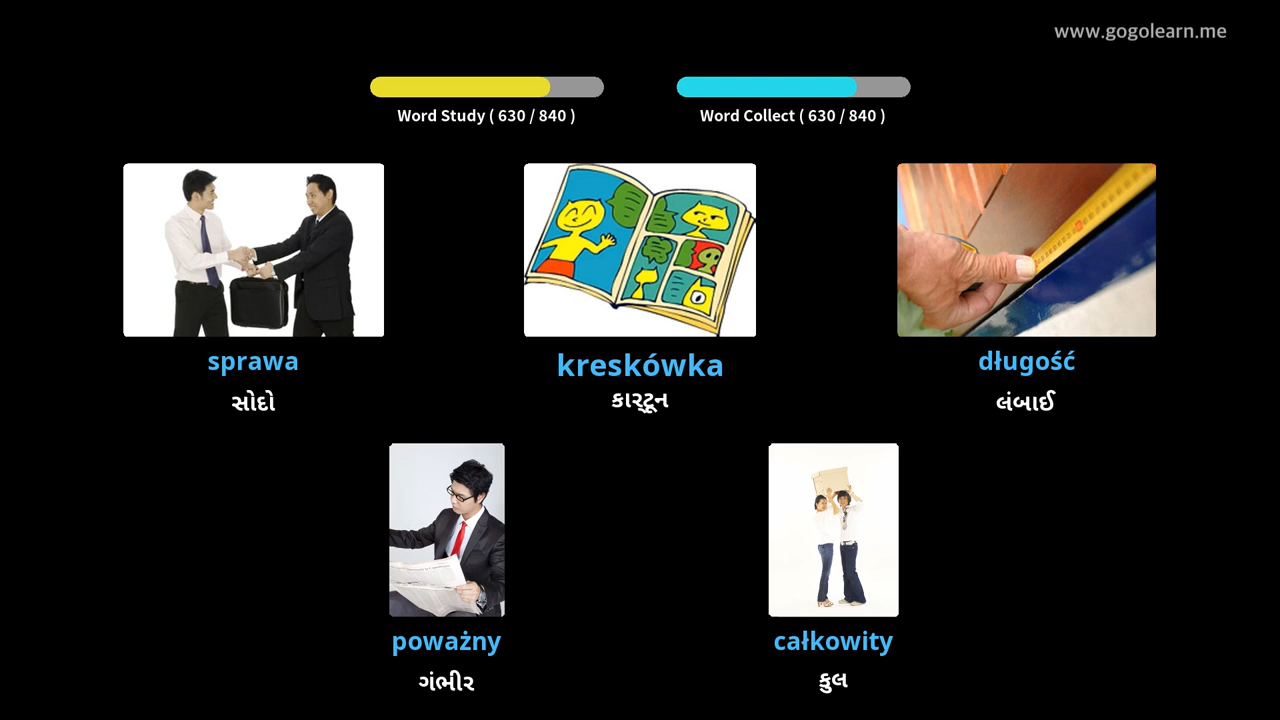 www.gogolearn.me
Word Study ( 630 / 840 )
Word Collect ( 630 / 840 )
sprawa
સોદો
kreskówka
કાર્ટૂન
długość
લંબાઈ
poważny
ગંભીર
całkowity
કુલ